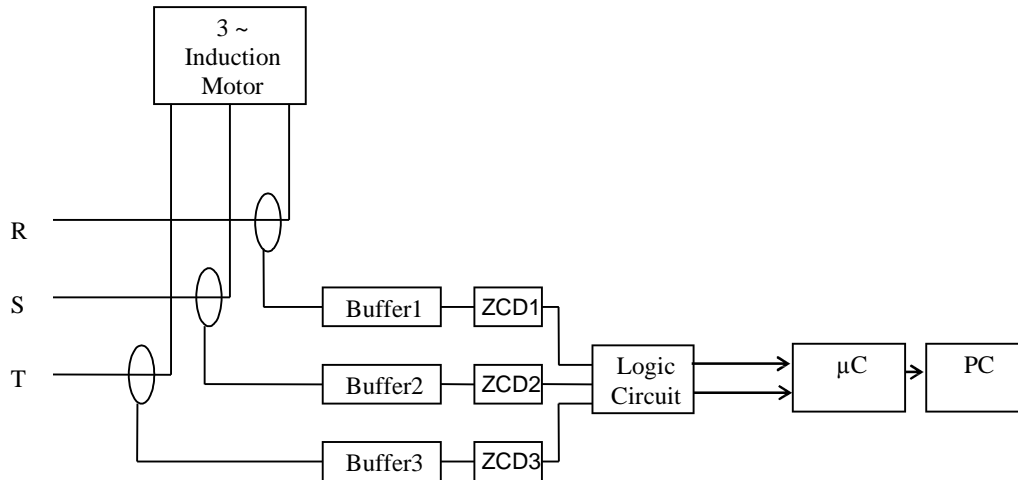 3 ~
Induction
Motor
R
S
T
Buffer1
ZCD1
Buffer2
ZCD2
Buffer3
ZCD3
Logic
Circuit
µC
PC